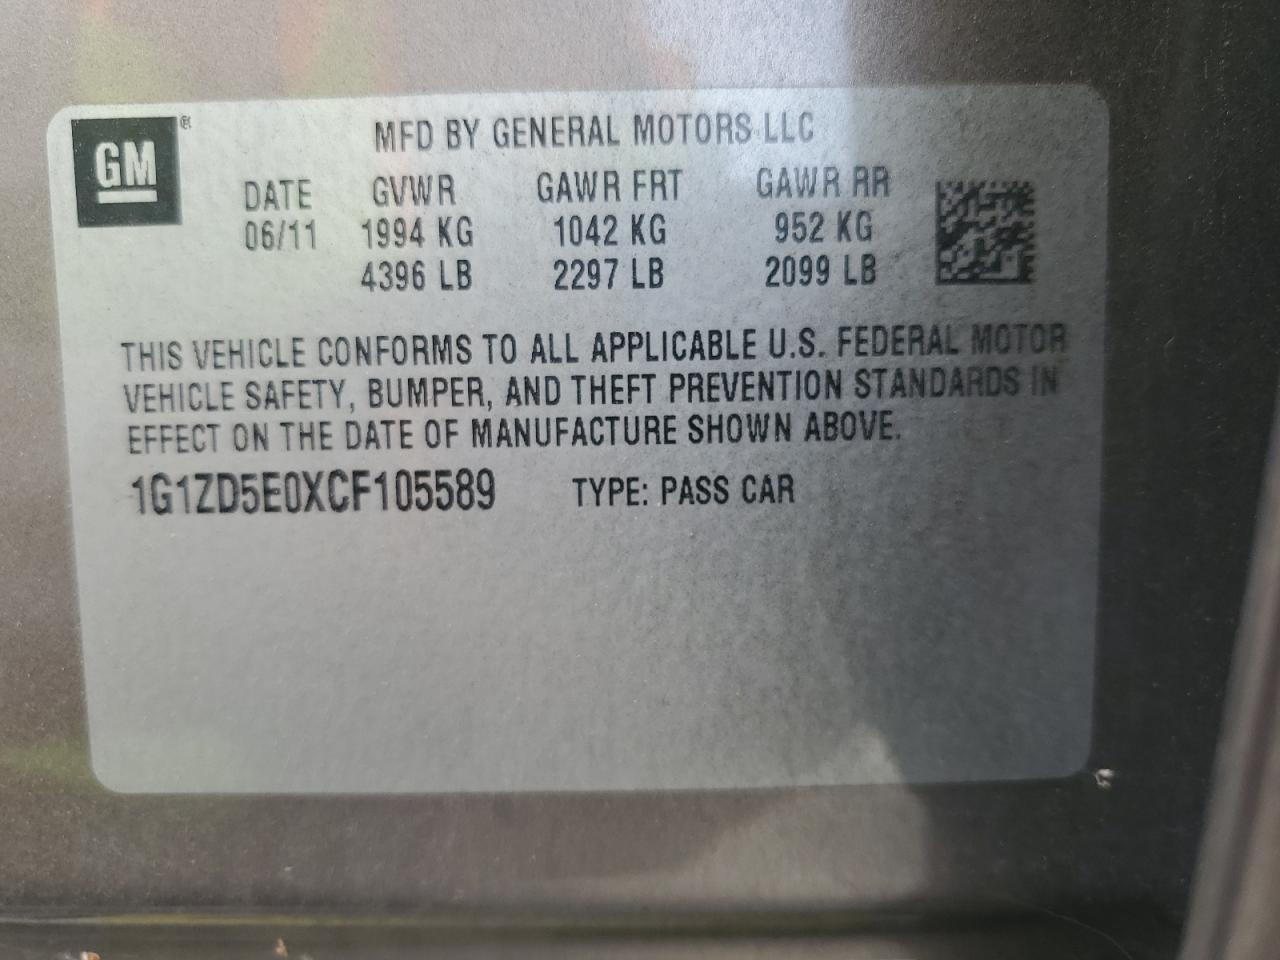 GM ®
MFD BY GENERAL MOTORS LLC
DATE GVWR GAWR FRT GAWR RR
06/11 1994 KG 1042 KG 952 KG
4396 LB 2297 LB 2099 LB
THIS VEHICLE CONFORMS TO ALL APPLICABLE U.S. FEDERAL MOTOR
VEHICLE SAFETY, BUMPER, AND THEFT PREVENTION STANDARDS IN
EFFECT ON THE DATE OF MANUFACTURE SHOWN ABOVE.
1G1ZD5E0XCF105589 TYPE: PASS CAR